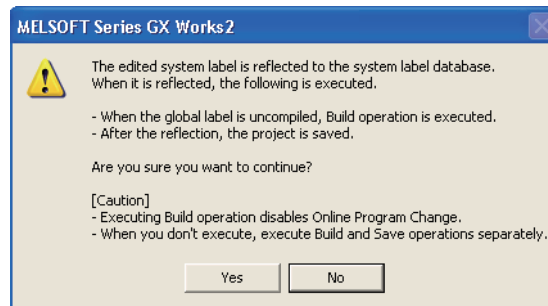 MELSOFT Series GX Works2
The edited system label is reflected to the system label database.
When it is reflected, the following is executed.
- When the global label is uncompiled, Build operation is executed.
- After the reflection, the project is saved.
Are you sure you want to continue?
[Caution]
- Executing Build operation disables Online Program Change.
- When you don't execute, execute Build and Save operations separately.
Yes
No